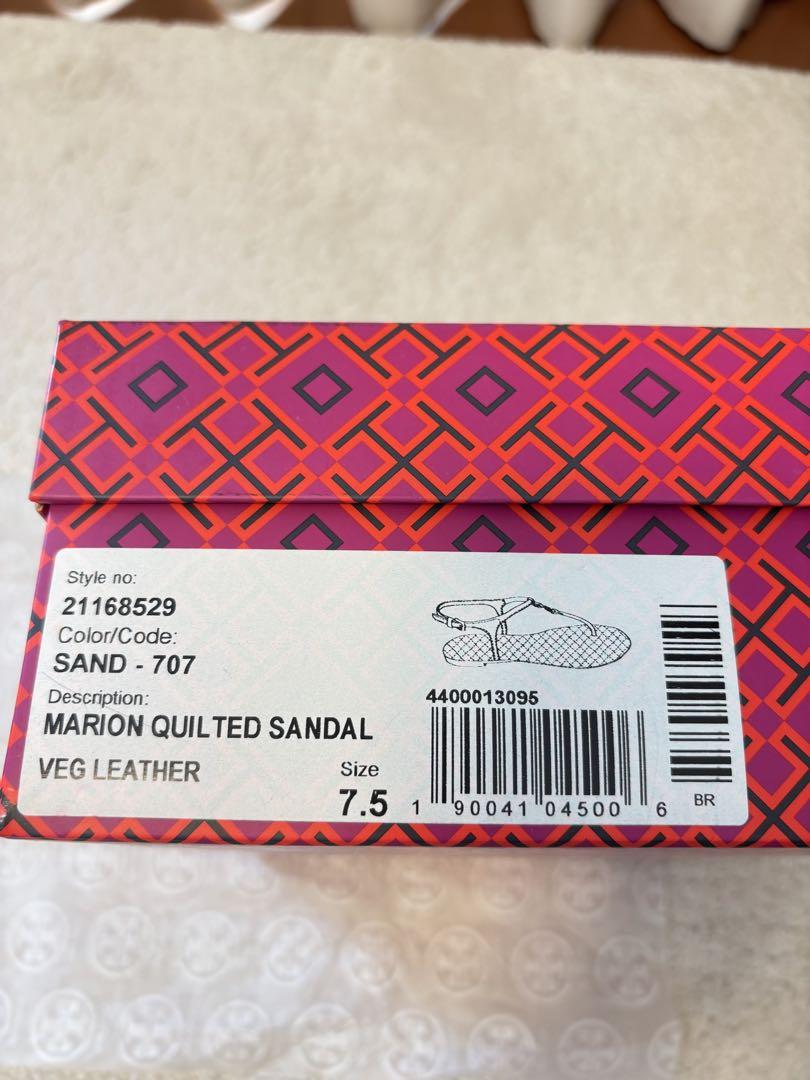 Style no:
21168529
Color/Code:
SAND - 707
Description:
MARION QUILTED SANDAL
VEG LEATHER
Size
7.5
4400013095
1 90041 04500 6
BR